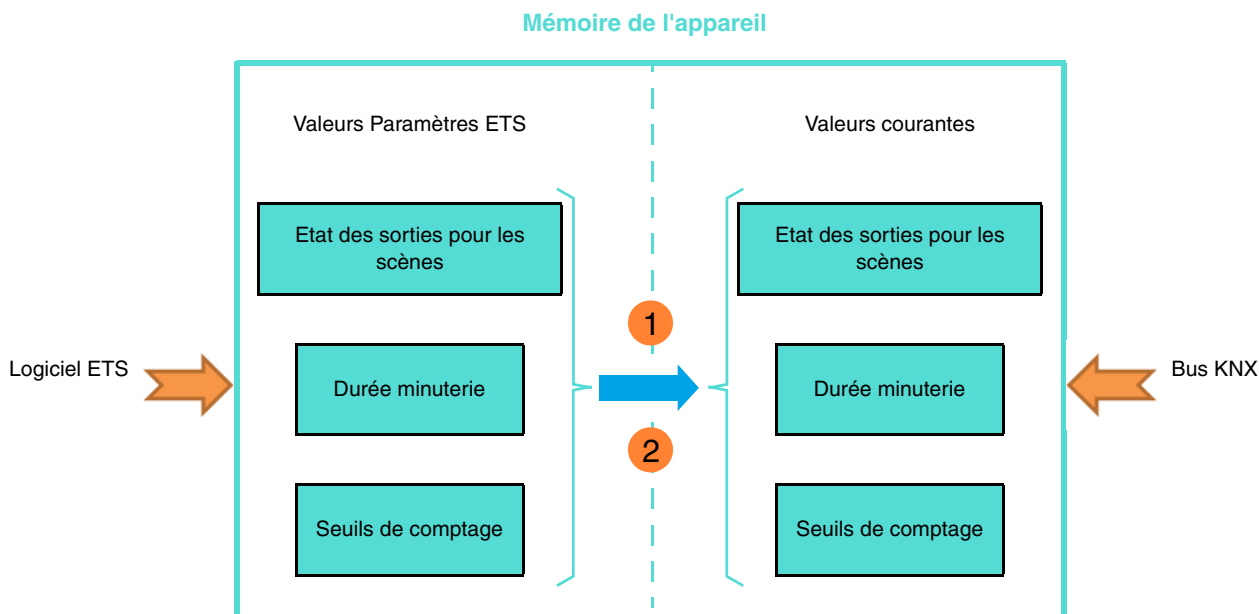 Mémoire de l'appareil
Valeurs Paramètres ETS
Valeurs courantes
Etat des sorties pour les
scènes
Etat des sorties pour les
scènes
1
Logiciel ETS
Durée minuterie
Durée minuterie
Bus KNX
2
Seuils de comptage
Seuils de comptage